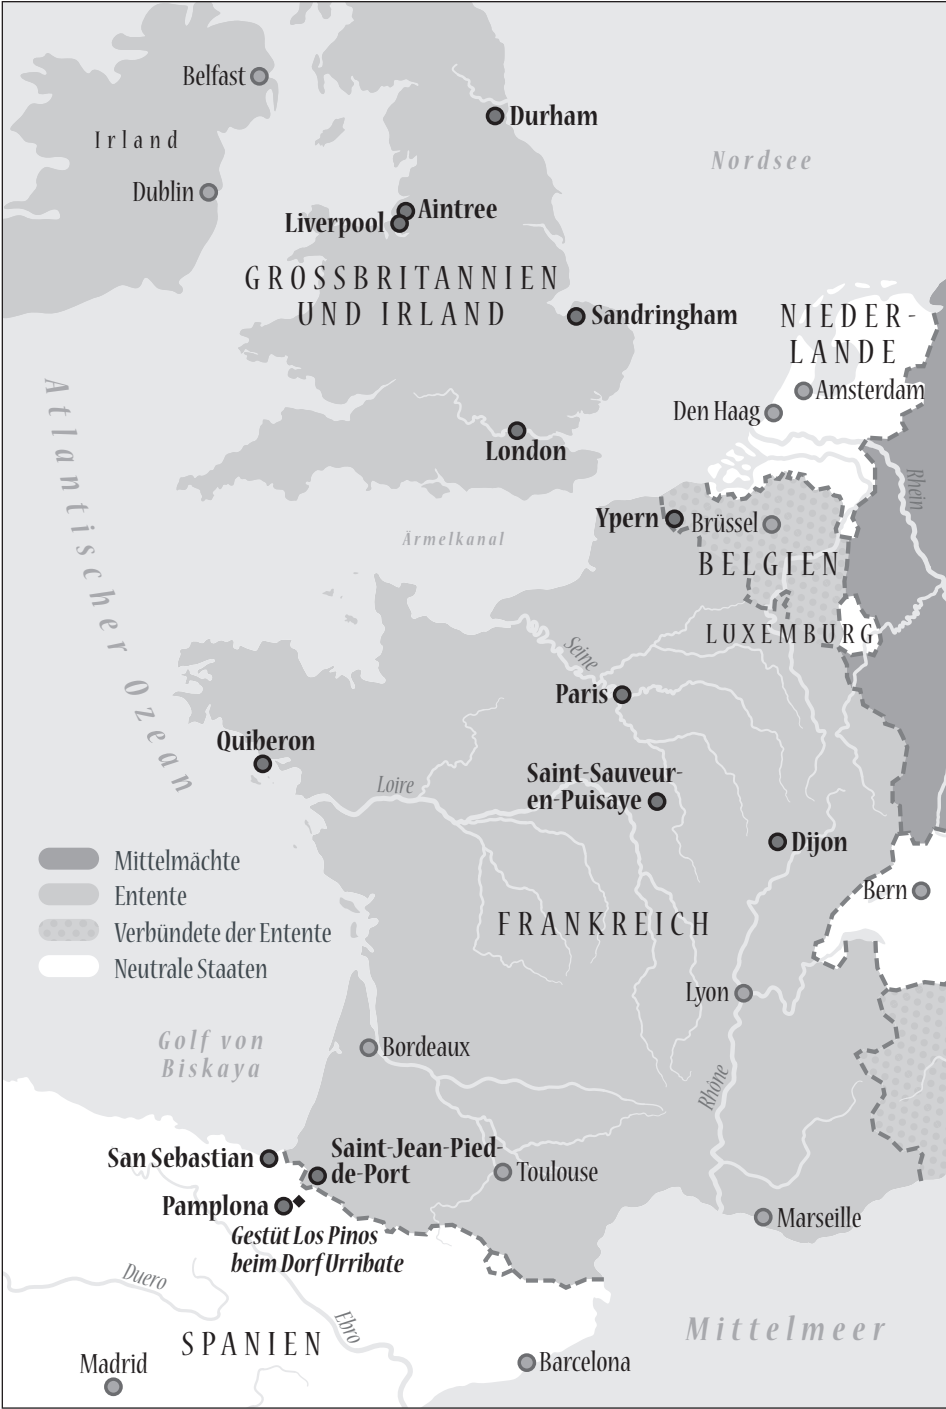 Belfast
Durham
Irland
Nordsee
Dublin
Aintree
Liverpool
GROSSBRITANNIEN
UND IRLAND
Sandringham
NIEDER-
LANDE
Amsterdam
Den Haag
Atlantischer Ozean
London
Rhein
Ypern
Brüssel
Ärmelkanal
BELGIEN
LUXEMBURG
Seine
Paris
Quiberon
Loire
Saint-Sauveur-
en-Puisaye
Dijon
Mittelmächte
Entente
Verbündete der Entente
Neutrale Staaten
Bern
FRANKREICH
Lyon
Golf von
Biskaya
Bordeaux
Rhône
San Sebastian
Saint-Jean-Pied-
de-Port
Toulouse
Pamplona
Gestüt Los Pinos
beim Dorf Urribate
Marseille
Duero
Ebro
SPANIEN
Mittelmeer
Madrid
Barcelona